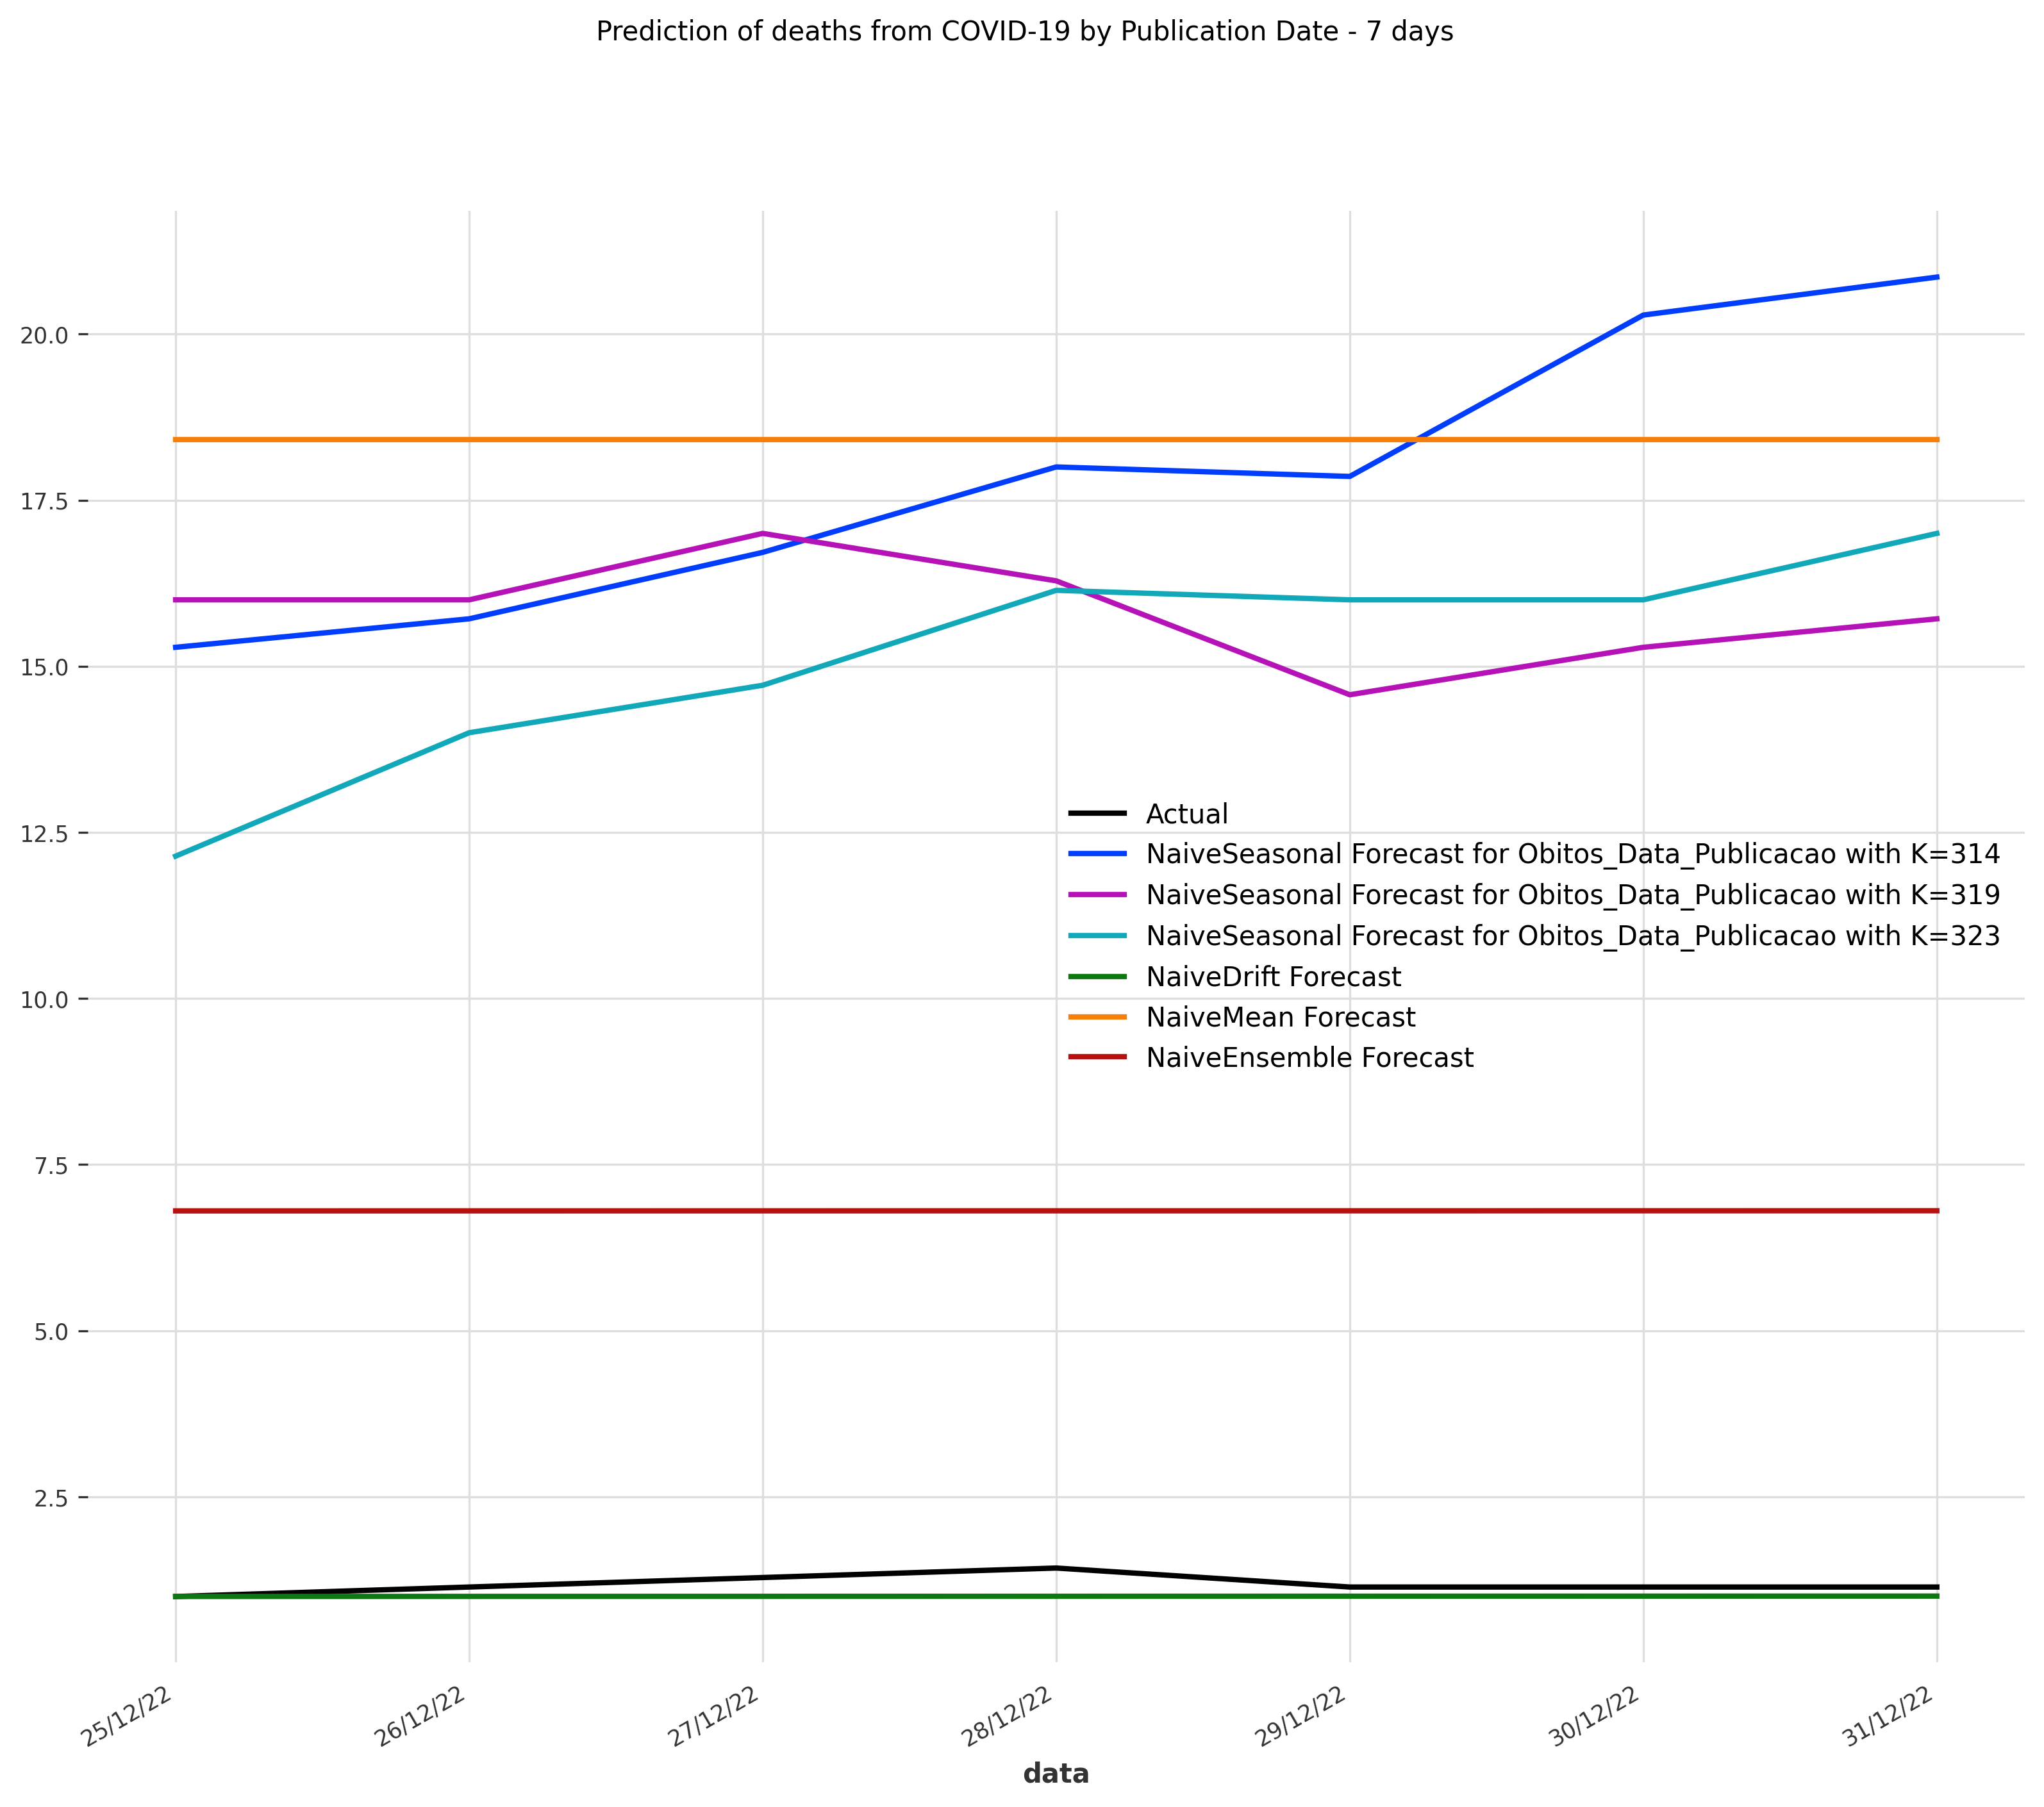 Prediction of deaths from COVID-19 by Publication Date - 7 days
20.0
17.5
15.0
12.5
10.0
7.5
5.0
2.5
Actual
NaiveSeasonal Forecast for Obitos_Data_Publicacao with K=314
NaiveSeasonal Forecast for Obitos_Data_Publicacao with K=319
NaiveSeasonal Forecast for Obitos_Data_Publicacao with K=323
NaiveDrift Forecast
NaiveMean Forecast
NaiveEnsemble Forecast
25/12/22
26/12/22
27/12/22
28/12/22
29/12/22
30/12/22
31/12/22
data